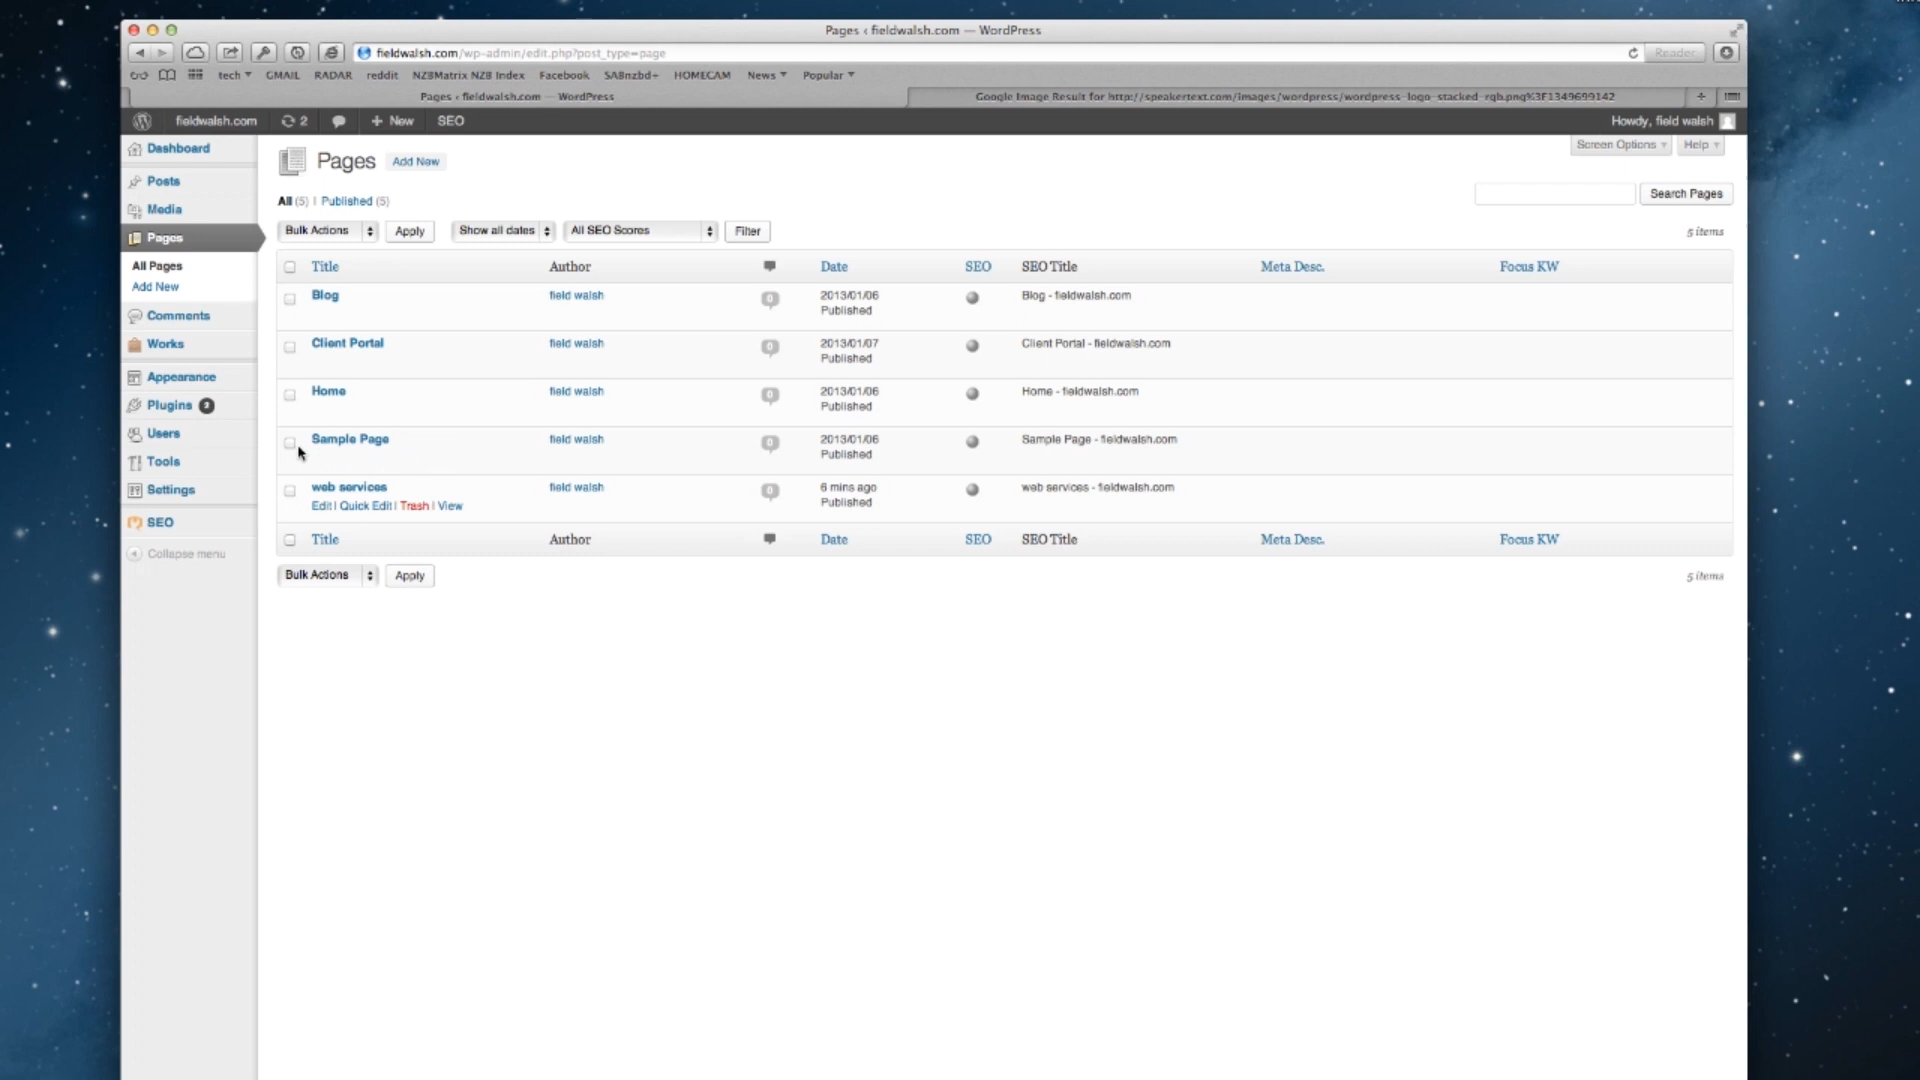 Pages ‹ fieldwalsh.com — WordPress
fieldwalsh.com/wp-admin/edit.php?post_type=page
Reader
tech GMAIL RADAR reddit NZBMatrix NZB Index Facebook SABnzbd+ HOMECAM News Popular
Pages ‹ fieldwalsh.com — WordPress
Google Image Result for http://speakertext.com/images/wordpress/wordpress-logo-stacked-rgb.png%3F1349699142
fieldwalsh.com 2 + New SEO Howdy, field walsh
Dashboard
Posts
Media
Pages
All Pages
Add New
Comments
Works
Appearance
Plugins 2
Users
Tools
Settings
SEO
Collapse menu
Screen Options Help
Pages Add New
All (5) | Published (5)
Search Pages
Bulk Actions Apply Show all dates All SEO Scores Filter 5 items
Title Author Date SEO SEO Title Meta Desc. Focus KW
Blog field walsh 0 2013/01/06 Blog - fieldwalsh.com
Published
Client Portal field walsh 0 2013/01/07 Client Portal - fieldwalsh.com
Published
Home field walsh 0 2013/01/06 Home - fieldwalsh.com
Published
Sample Page field walsh 0 2013/01/06 Sample Page - fieldwalsh.com
Published
web services field walsh 0 6 mins ago web services - fieldwalsh.com
Edit | Quick Edit | Trash | View Published
Title Author Date SEO SEO Title Meta Desc. Focus KW
Bulk Actions Apply 5 items